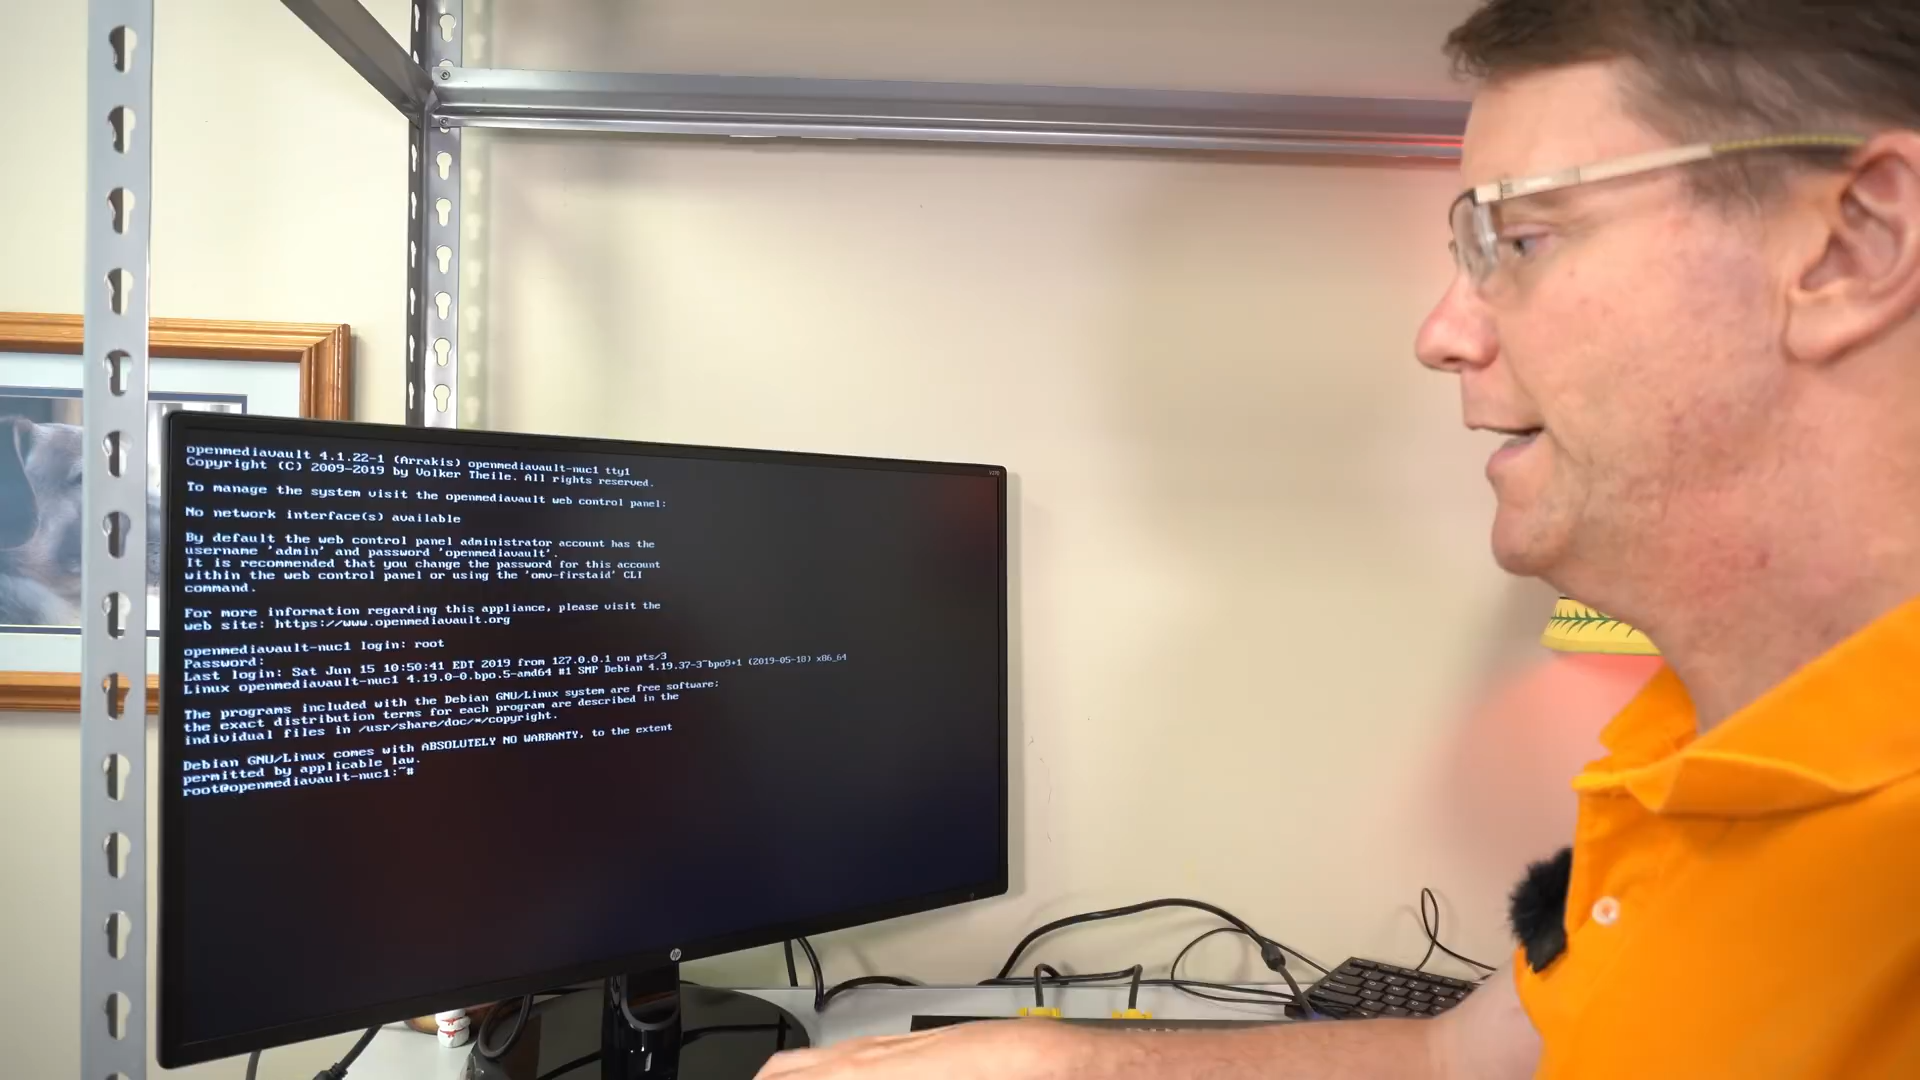 openmediavault 4.1.22-1 (Arrakis) openmediavault-nuc1 tty1
Copyright (C) 2009-2019 by Volker Theile. All rights reserved.
To manage the system visit the openmediavault web control panel:
No network interface(s) available
By default the web control panel administrator account has the
username 'admin' and password 'openmediavault'.
It is recommended that you change the password for this account
within the web control panel or using the 'omv-firstaid' CLI
command.
For more information regarding this appliance, please visit the
web site: https://www.openmediavault.org
openmediavault-nuc1 login: root
Password:
Last login: Sat Jun 15 10:50:41 EDT 2019 from 127.0.0.1 on pts/3
Linux openmediavault-nuc1 4.19.0-0.bpo.5-amd64 #1 SMP Debian 4.19.37-3~bpo9+1 (2019-05-18) x86_64
The programs included with the Debian GNU/Linux system are free software;
the exact distribution terms for each program are described in the
individual files in /usr/share/doc/*/copyright.
Debian GNU/Linux comes with ABSOLUTELY NO WARRANTY, to the extent
permitted by applicable law.
root@openmediavault-nuc1:~#
hp